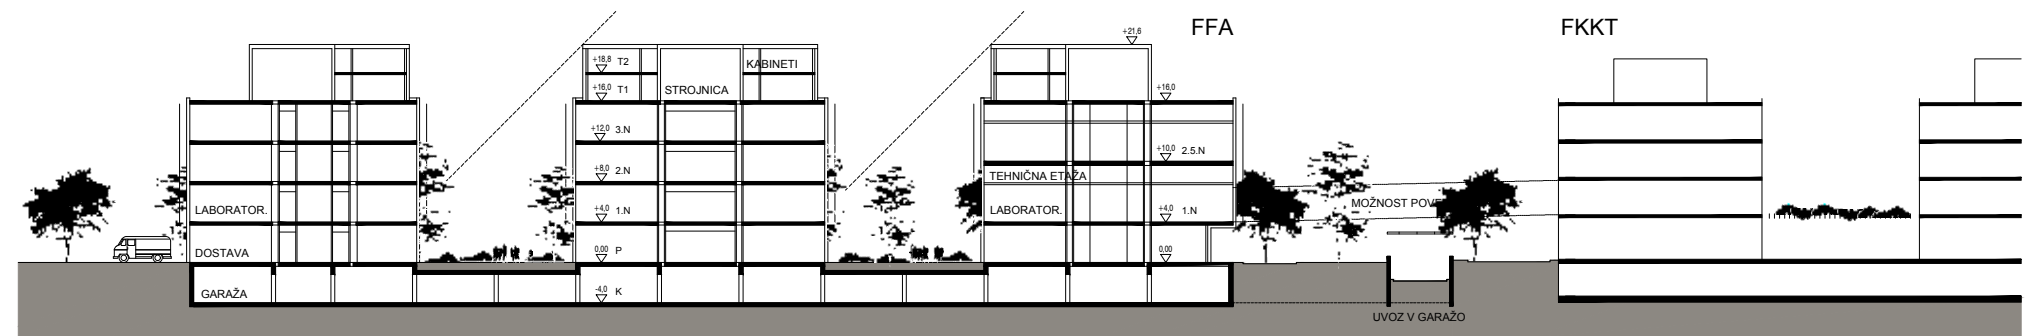 FFA
FKKT
+21,6
+18,8 T2
KABINETI
+16,0 T1
STROJNICA
+16,0
+12,0 3.N
+10,0 2.5.N
+8,0 2.N
TEHNIČNA ETAŽA
LABORATOR.
+4,0 1.N
LABORATOR.
+4,0 1.N
MOŽNOST POVE
DOSTAVA
0,00 P
0,00
GARAŽA
-4,0 K
UVOZ V GARAŽO